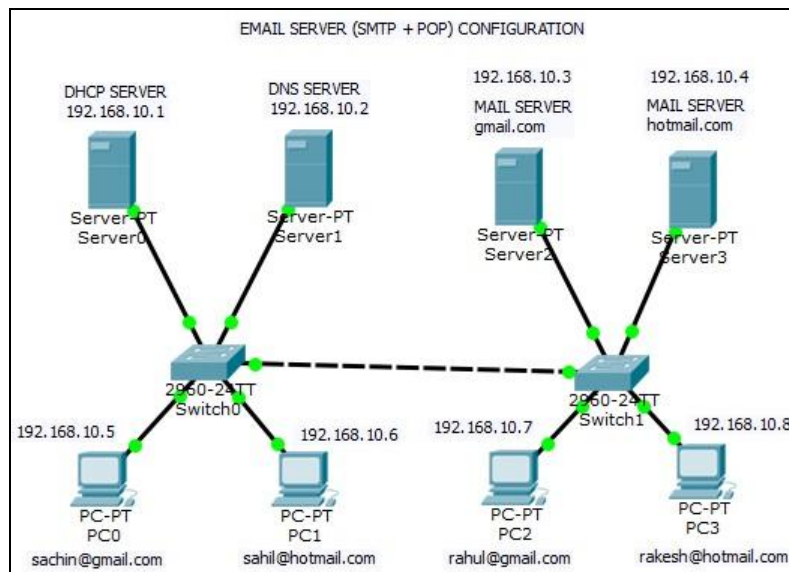 EMAIL SERVER (SMTP + POP) CONFIGURATION
DHCP SERVER
192.168.10.1
DNS SERVER
192.168.10.2
192.168.10.3
MAIL SERVER
gmail.com
192.168.10.4
MAIL SERVER
hotmail.com
Server-PT
Server0
Server-PT
Server1
Server-PT
Server2
Server-PT
Server3
2960-24TT
Switch0
2960-24TT
Switch1
192.168.10.5
192.168.10.6
192.168.10.7
192.168.10.8
PC-PT
PC0
sachin@gmail.com
PC-PT
PC1
sahil@hotmail.com
PC-PT
PC2
rahul@gmail.com
PC-PT
PC3
rakesh@hotmail.com